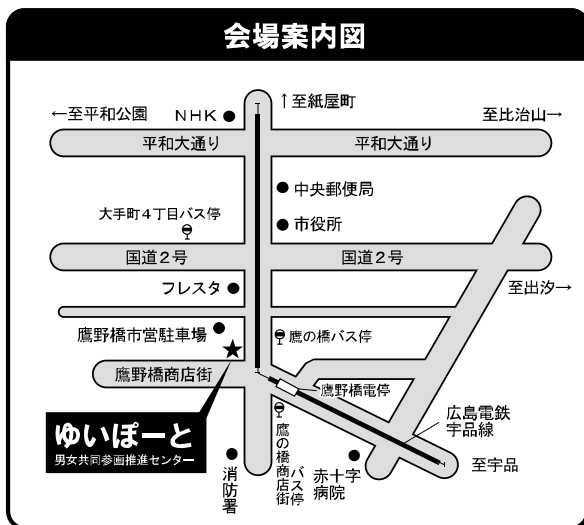 会場案内図
↑至紙屋町
←至平和公園
NHK
至比治山→
平和大通り
平和大通り
中央郵便局
大手町4丁目バス停
市役所
国道2号
国道2号
フレスタ
至出汐→
鷹野橋市営駐車場
鷹の橋バス停
鷹野橋商店街
鷹野橋電停
広島電鉄
宇品線
ゆいぽーと
男女共同参画推進センター
至宇品
消防署
鷹の橋商店街
バス停
赤十字
病院